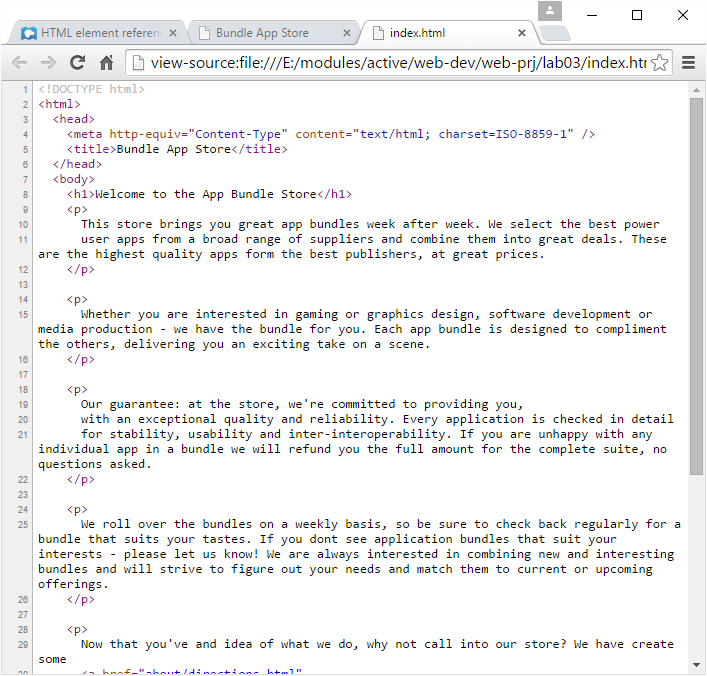 HTML element referen
Bundle App Store
index.html
view-source:file:///E:/modules/active/web-dev/web-prj/lab03/index.htm
1 <!DOCTYPE html>
2 <html>
3 <head>
4 <meta http-equiv="Content-Type" content="text/html; charset=ISO-8859-1" />
5 <title>Bundle App Store</title>
6 </head>
7 <body>
8 <h1>Welcome to the App Bundle Store</h1>
9 <p>
10 This store brings you great app bundles week after week. We select the best power
11 user apps from a broad range of suppliers and combine them into great deals. These
are the highest quality apps form the best publishers, at great prices.
12 </p>
13
14 <p>
15 Whether you are interested in gaming or graphics design, software development or
media production - we have the bundle for you. Each app bundle is designed to compliment
the others, delivering you an exciting take on a scene.
16 </p>
17
18 <p>
19 Our guarantee: at the store, we're committed to providing you,
20 with an exceptional quality and reliability. Every application is checked in detail
21 for stability, usability and inter-interoperability. If you are unhappy with any
individual app in a bundle we will refund you the full amount for the complete suite, no
questions asked.
22 </p>
23
24 <p>
25 We roll over the bundles on a weekly basis, so be sure to check back regularly for a
bundle that suits your tastes. If you dont see application bundles that suit your
interests - please let us know! We are always interested in combining new and interesting
bundles and will strive to figure out your needs and match them to current or upcoming
offerings.
26 </p>
27
28 <p>
29 Now that you've and idea of what we do, why not call into our store? We have create
some
30 <a href="about/directions.html"